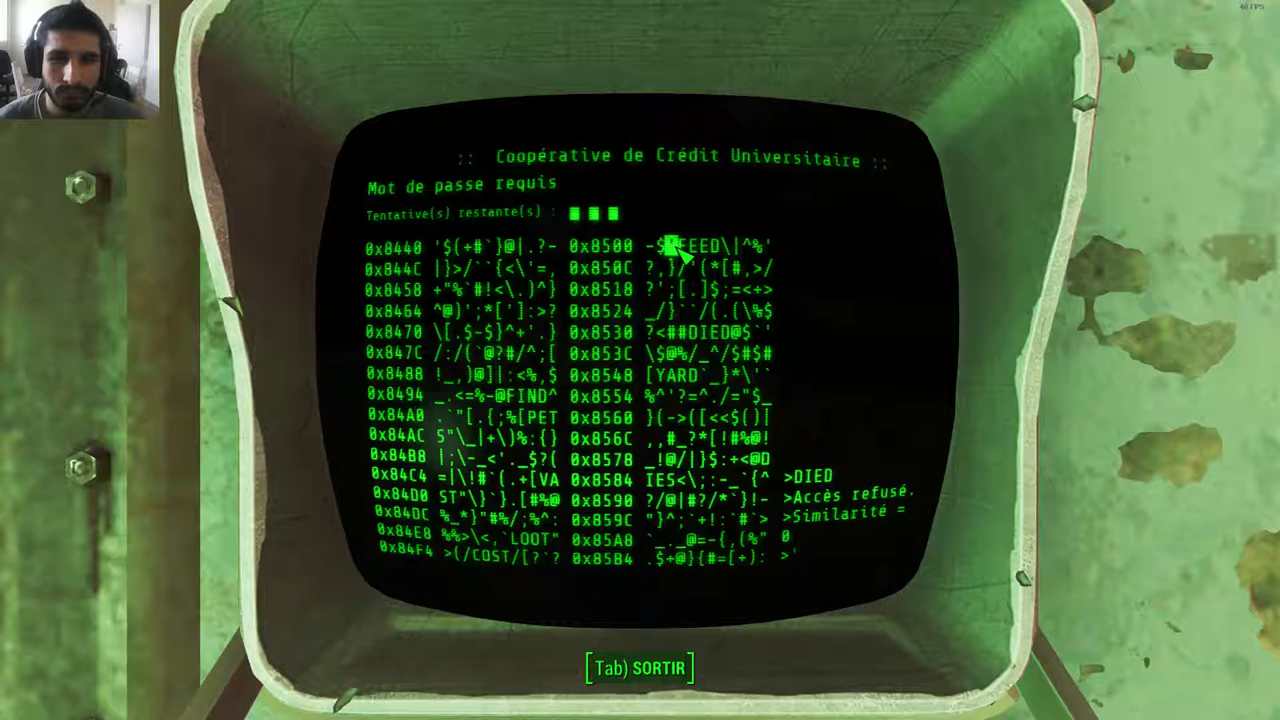 40 FPS
:: Coopérative de Crédit Universitaire ::
Mot de passe requis
Tentative(s) restante(s) : ■ ■ ■
0x8440 '$(+#`}@|.?- 0x8500 -$ FEED\|^%'
0x844C |}>/``{<\'=, 0x850C ?,}/'(*[#,>/
0x8458 +"%`#!<\.)^} 0x8518 ?';[.]$;=<+>
0x8464 ^@)';*[']:>? 0x8524 _/}``/(.(\%$
0x8470 \[.$-$}^+'.} 0x8530 ?<##DIED@$`'
0x847C /:/(`@?#/^;[ 0x853C \$@%/_^/$#$#
0x8488 !_,)@]|:<%,$ 0x8548 [YARD`_}*\'`
0x8494 _.<=%-@FIND^ 0x8554 %^'?=^./="$_
0x84A0 .`"[.{;%[PET 0x8560 }(->([<<$()|
0x84AC S"\_|+\)%:{} 0x856C ,,#_?*[!#%@!
0x84B8 |;\-_<'._$?( 0x8578 _!@/|}$:+<@D
0x84C4 =|\!#`(.+[VA 0x8584 IES<\;:-_`{^ >DIED
0x84D0 ST"\}`}.[#%@ 0x8590 ?/@|#?/*`}!- >Accès refusé.
0x84DC %_*}"#%/;%^: 0x859C "}^;`+!:`#`> >Similarité =
0x84E8 %%>\<,`LOOT" 0x85A8 `_._@=-{,(%" 0
0x84F4 >(/COST/[?`? 0x85B4 .$+@}{#=[+): >'
[Tab) SORTIR]